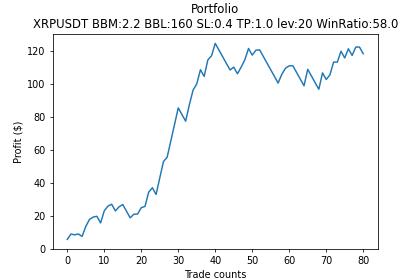 Portfolio
XRPUSDT BBM:2.2 BBL:160 SL:0.4 TP:1.0 lev:20 WinRatio:58.0
120
100
80
60
40
20
0
Profit ($)
0 10 20 30 40 50 60 70 80
Trade counts